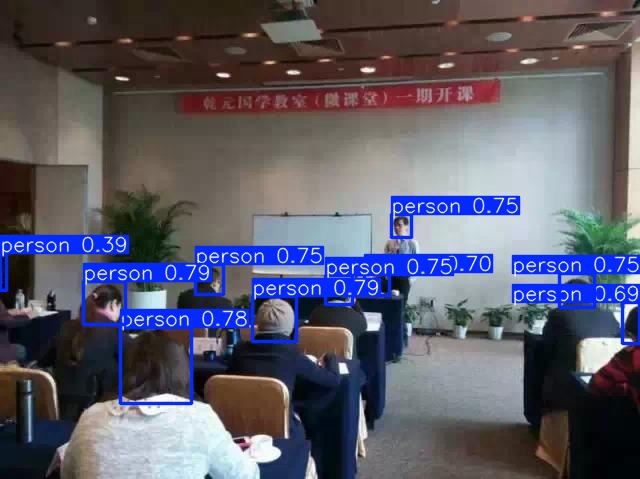 乾元国学教室(微课堂)一期开课
person 0.75
person 0.39
person 0.75
person 0.75
0.70
person 0.75
person 0.79
person 0.79
person 0.69
person 0.78